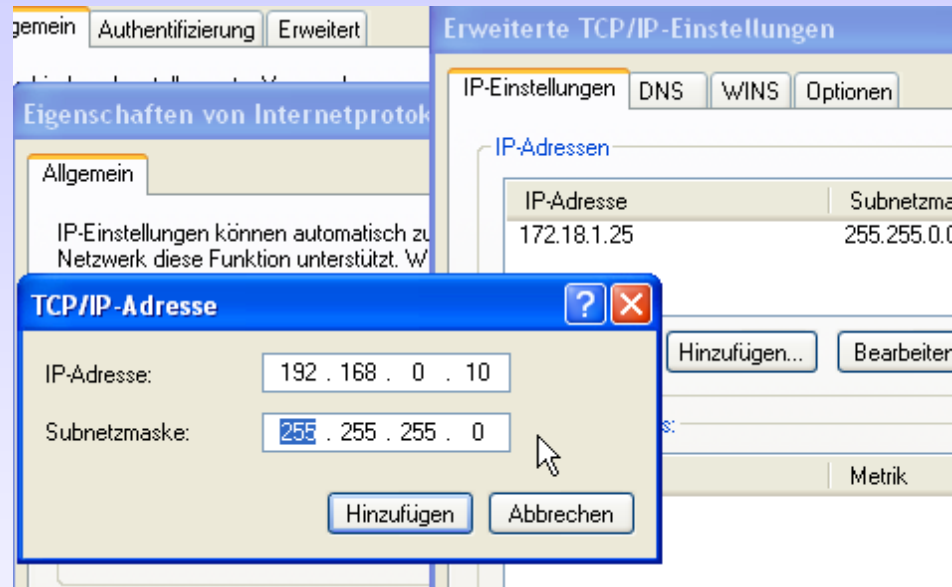 gemein Authentifizierung Erweitert
Eigenschaften von Internetprotok
Allgemein
IP-Einstellungen können automatisch zu
Netzwerk diese Funktion unterstützt. W
Erweiterte TCP/IP-Einstellungen
IP-Einstellungen DNS WINS Optionen
IP-Adressen
IP-Adresse Subnetzma
172.18.1.25 255.255.0.0
Hinzufügen... Bearbeiten
s:
Metrik
TCP/IP-Adresse
IP-Adresse: 192 . 168 . 0 . 10
Subnetzmaske: 255 . 255 . 255 . 0
Hinzufügen Abbrechen